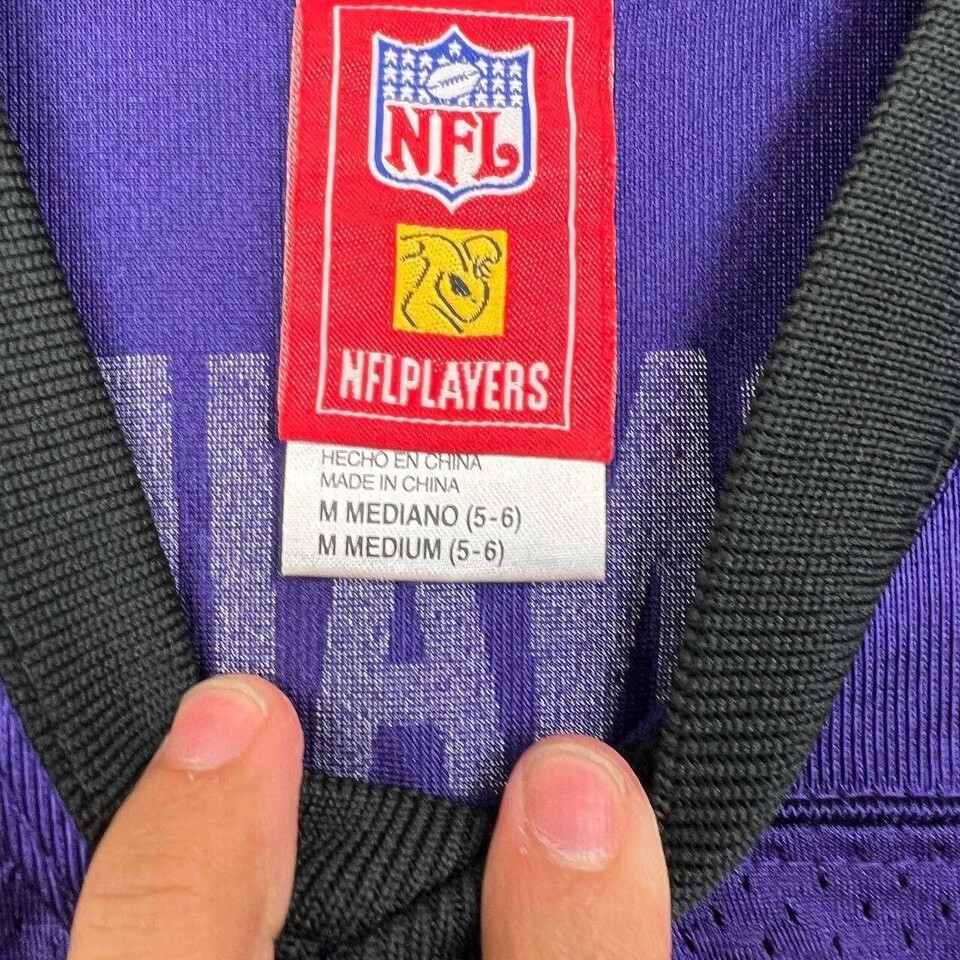 NFL
NFLPLAYERS
HECHO EN CHINA
MADE IN CHINA
M MEDIANO (5-6)
M MEDIUM (5-6)